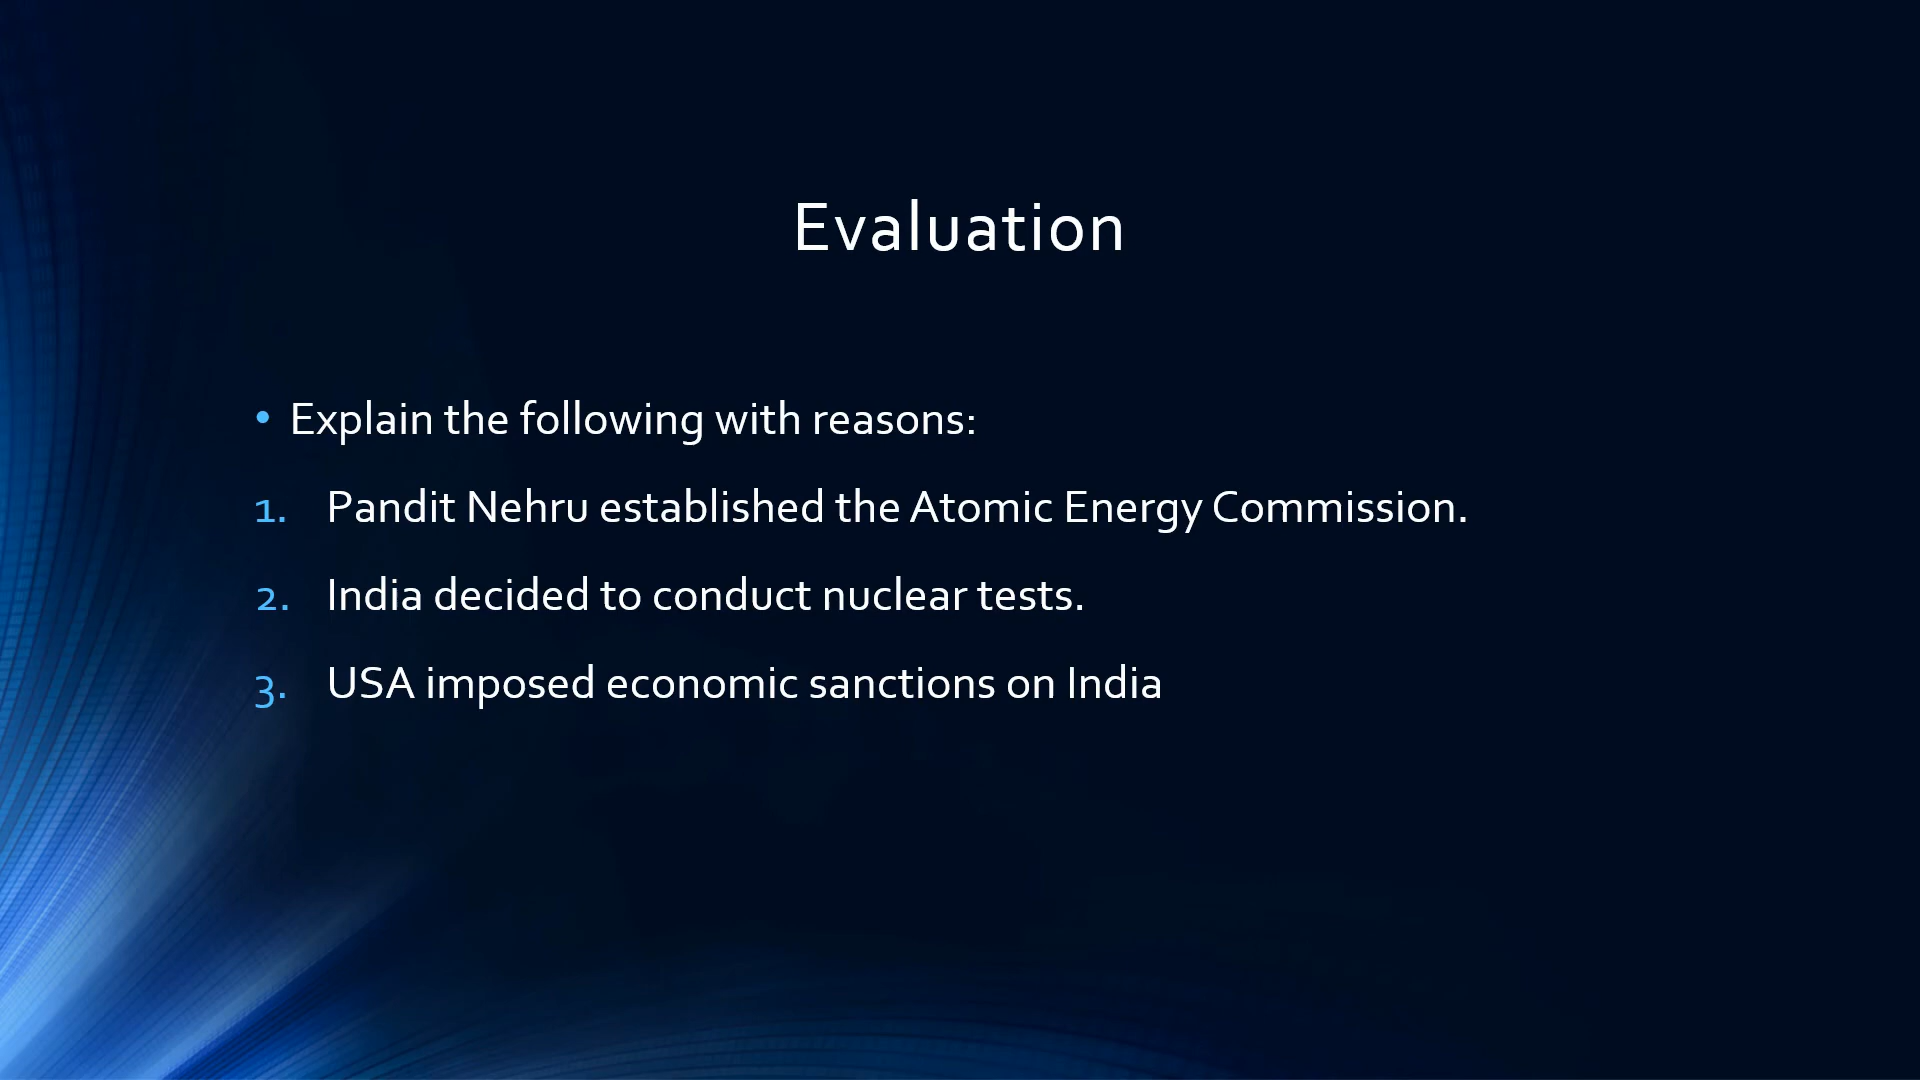 Evaluation
• Explain the following with reasons:
1. Pandit Nehru established the Atomic Energy Commission.
2. India decided to conduct nuclear tests.
3. USA imposed economic sanctions on India